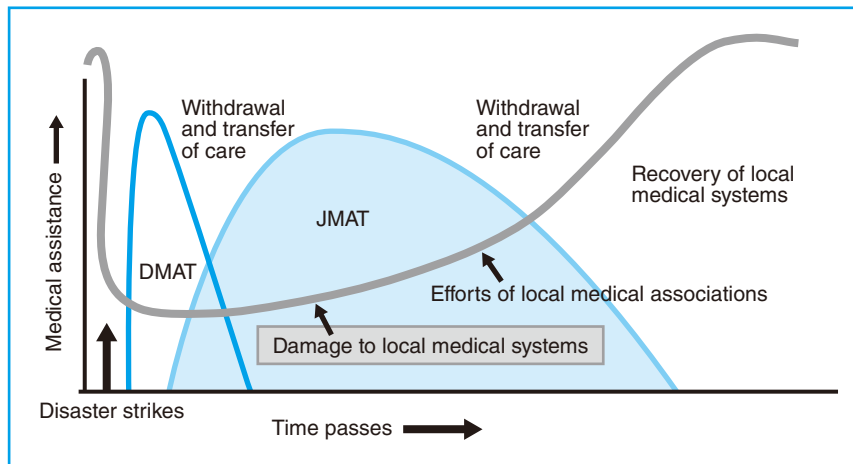 Medical assistance
Withdrawal
and transfer
of care
Withdrawal
and transfer
of care
Recovery of local
medical systems
JMAT
DMAT
Efforts of local medical associations
Damage to local medical systems
Disaster strikes
Time passes